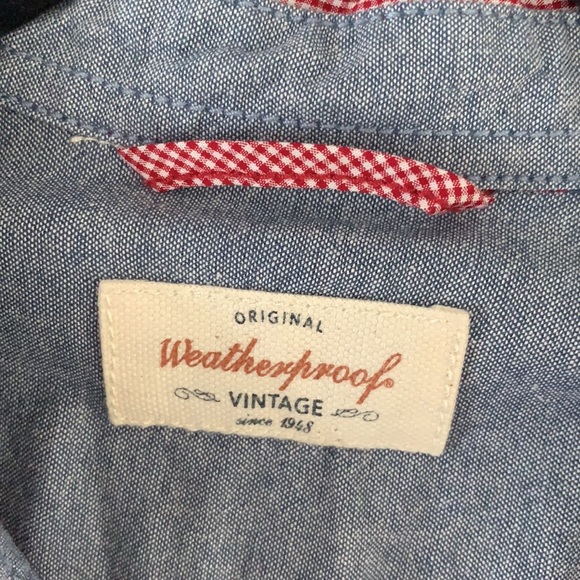 ORIGINAL
Weatherproof®
VINTAGE
since 1948